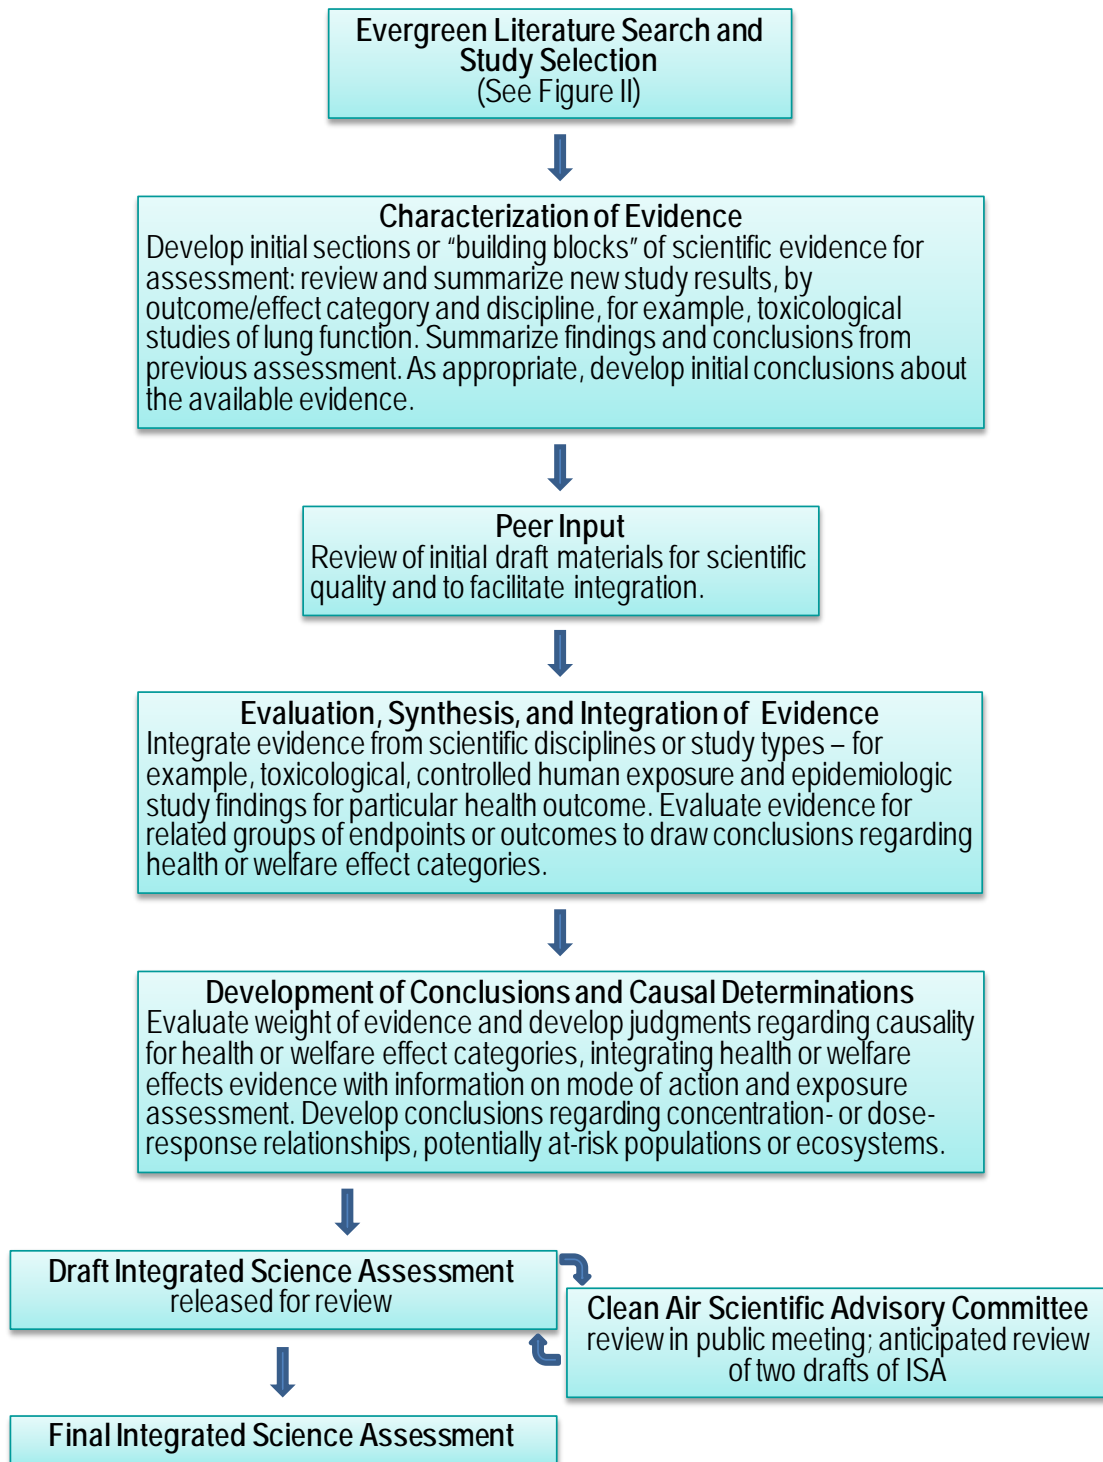 Evergreen Literature Search and
Study Selection
(See Figure II)
Characterization of Evidence
Develop initial sections or “building blocks” of scientific evidence for
assessment: review and summarize new study results, by
outcome/effect category and discipline, for example, toxicological
studies of lung function. Summarize findings and conclusions from
previous assessment. As appropriate, develop initial conclusions about
the available evidence.
Peer Input
Review of initial draft materials for scientific
quality and to facilitate integration.
Evaluation, Synthesis, and Integration of Evidence
Integrate evidence from scientific disciplines or study types – for
example, toxicological, controlled human exposure and epidemiologic
study findings for particular health outcome. Evaluate evidence for
related groups of endpoints or outcomes to draw conclusions regarding
health or welfare effect categories.
Development of Conclusions and Causal Determinations
Evaluate weight of evidence and develop judgments regarding causality
for health or welfare effect categories, integrating health or welfare
effects evidence with information on mode of action and exposure
assessment. Develop conclusions regarding concentration- or dose-
response relationships, potentially at-risk populations or ecosystems.
Draft Integrated Science Assessment
released for review
Clean Air Scientific Advisory Committee
review in public meeting; anticipated review
of two drafts of ISA
Final Integrated Science Assessment